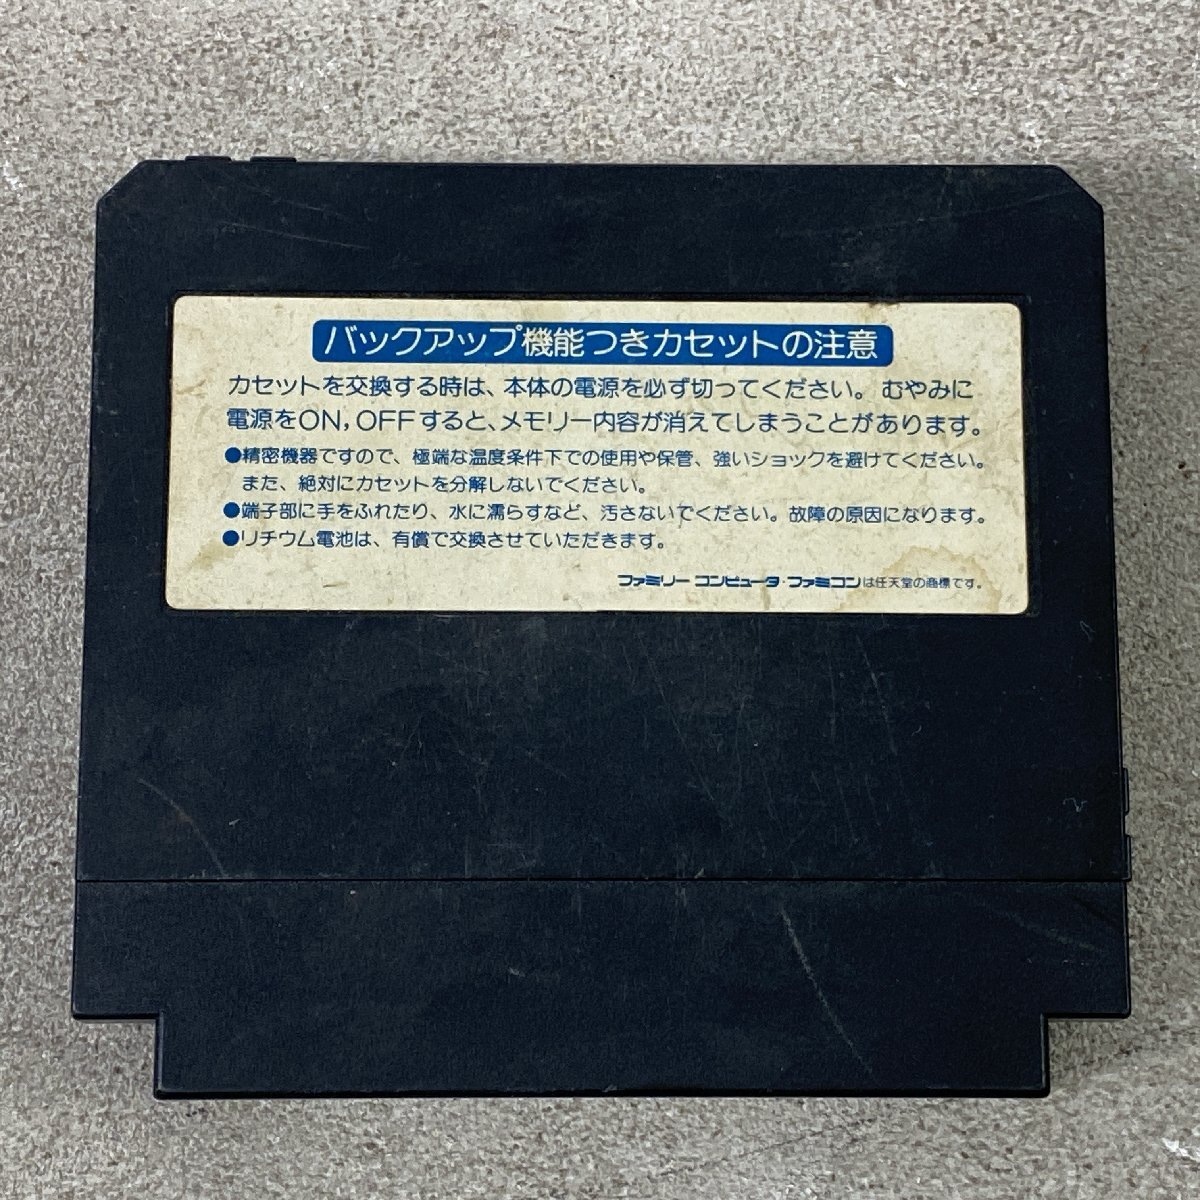 バックアップ機能つきカセットの注意
カセットを交換する時は、本体の電源を必ず切ってください。むやみに
電源をON,OFFすると、メモリー内容が消えてしまうことがあります。
●精密機器ですので、極端な温度条件下での使用や保管、強いショックを避けてください。
また、絶対にカセットを分解しないでください。
●端子部に手をふれたり、水に濡らすなど、汚さないでください。故障の原因になります。
●リチウム電池は、有償で交換させていただきます。
ファミリー コンピュータ・ファミコンは任天堂の商標です。